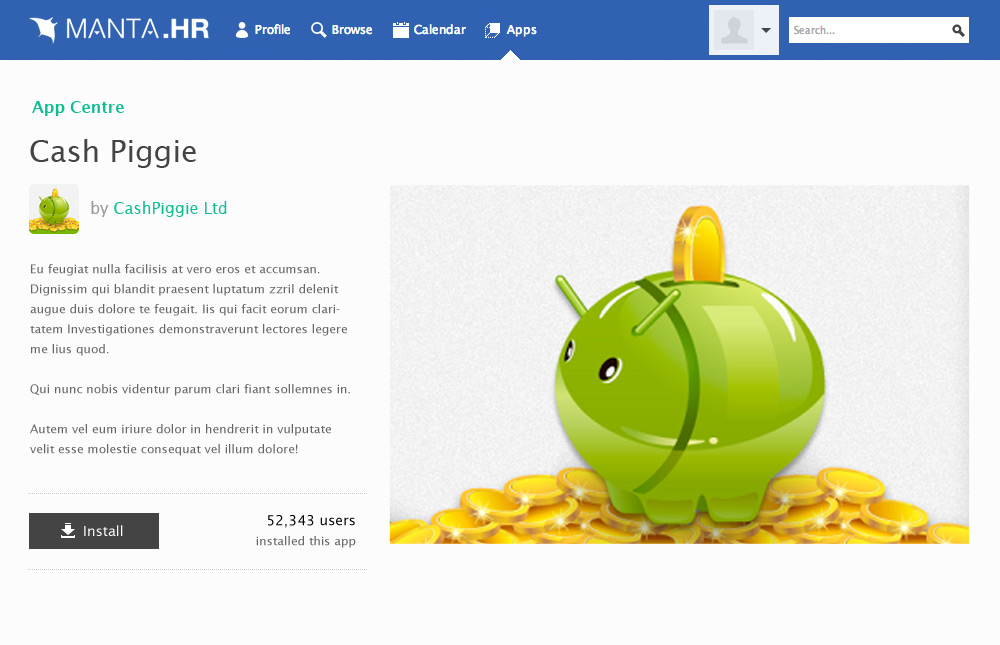 MANTA.HR
Profile
Browse
Calendar
Apps
Search...
App Centre
Cash Piggie
by CashPiggie Ltd
Eu feugiat nulla facilisis at vero eros et accumsan.
Dignissim qui blandit praesent luptatum zzril delenit
augue duis dolore te feugait. Iis qui facit eorum clari-
tatem Investigationes demonstraverunt lectores legere
me lius quod.
Qui nunc nobis videntur parum clari fiant sollemnes in.
Autem vel eum iriure dolor in hendrerit in vulputate
velit esse molestie consequat vel illum dolore!
Install
52,343 users
installed this app